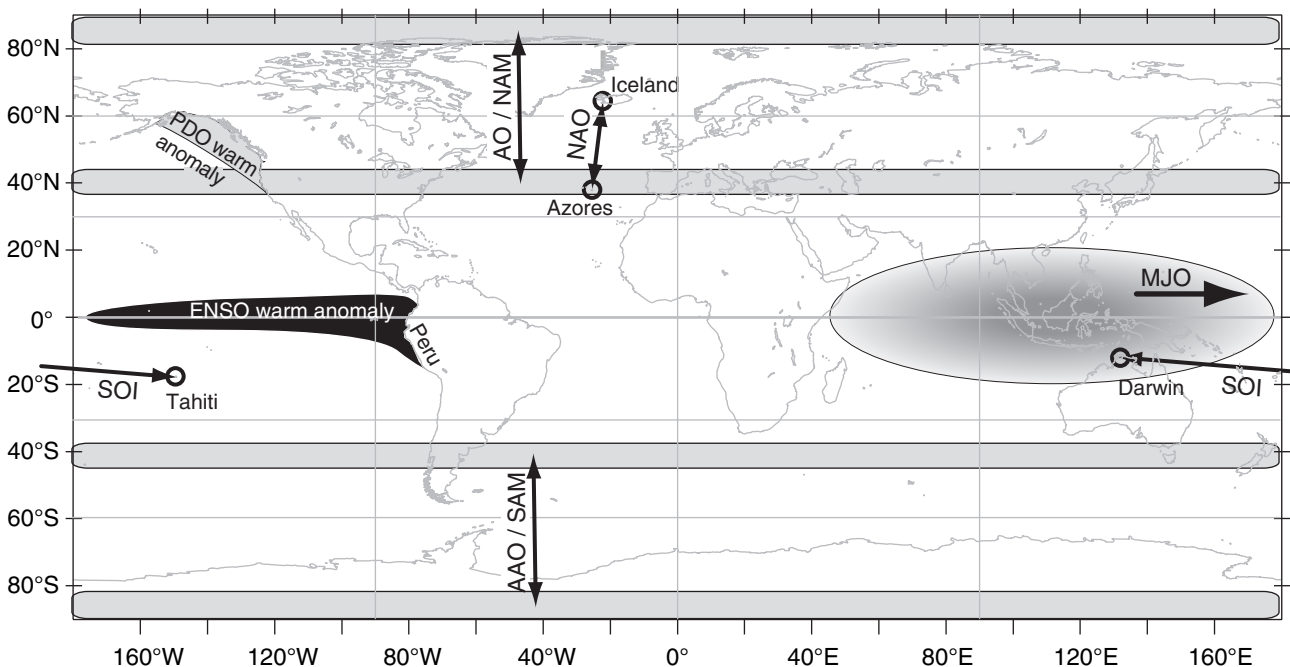 80°N
60°N
40°N
20°N
0°
20°S
40°S
60°S
80°S
AO / NAM
Iceland
NAO
Azores
PDO warm
anomaly
MJO
ENSO warm anomaly
Peru
SOI
Tahiti
Darwin
SOI
AAO / SAM
160°W
120°W
80°W
40°W
0°
40°E
80°E
120°E
160°E